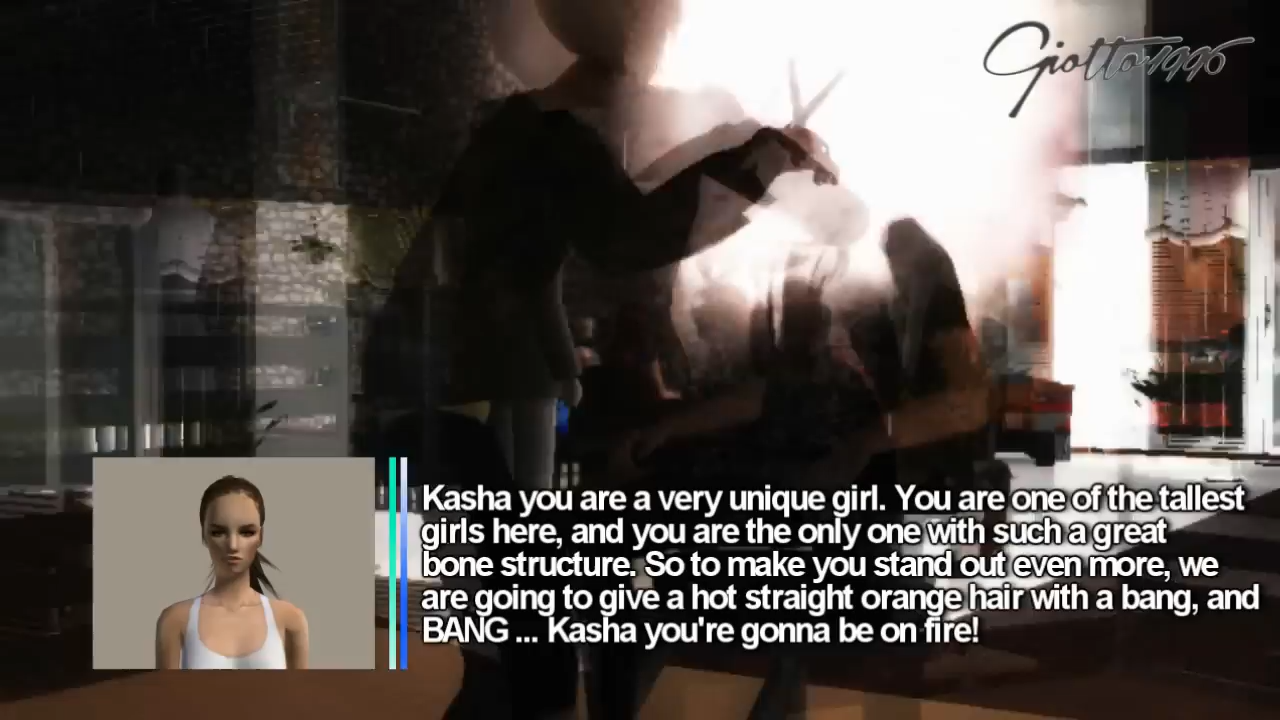 Giotto1996
Kasha you are a very unique girl. You are one of the tallest
girls here, and you are the only one with such a great
bone structure. So to make you stand out even more, we
are going to give a hot straight orange hair with a bang, and
BANG ... Kasha you're gonna be on fire!